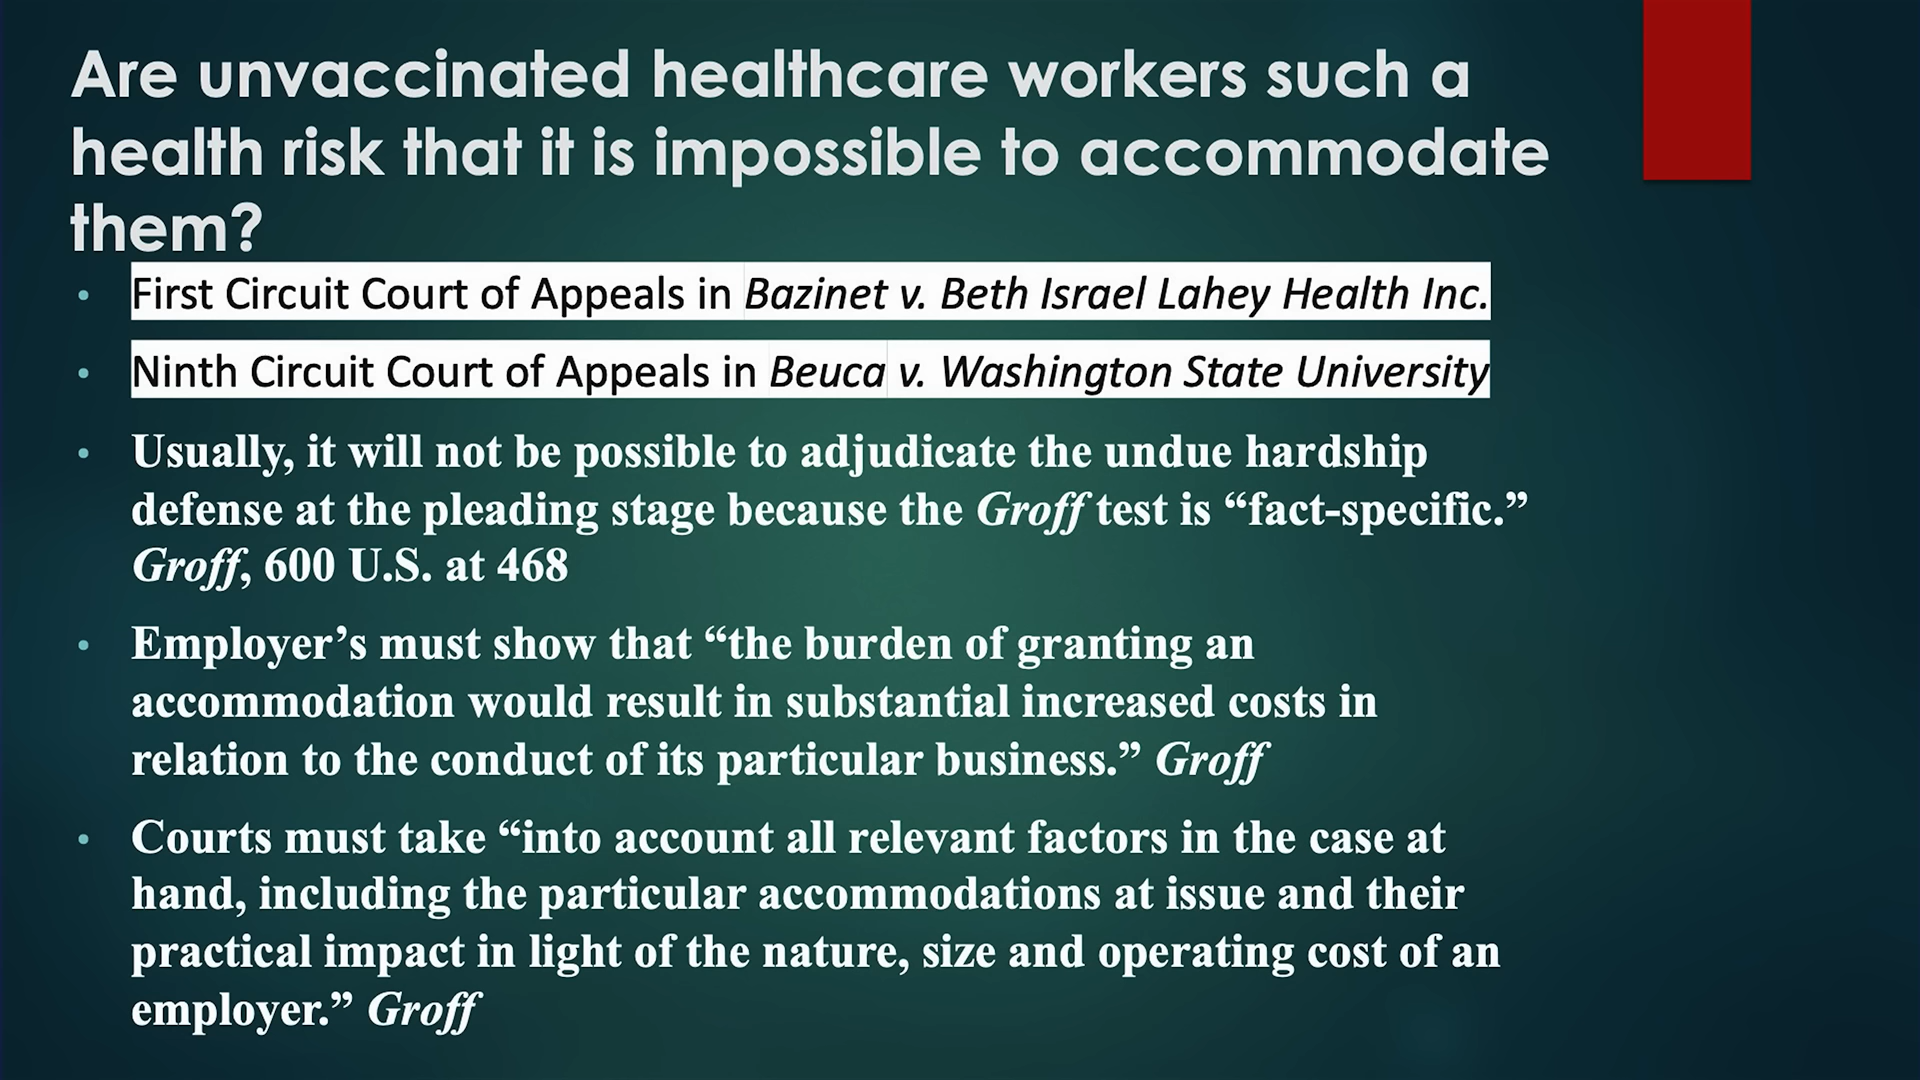 Are unvaccinated healthcare workers such a
health risk that it is impossible to accommodate
them?
• First Circuit Court of Appeals in Bazinet v. Beth Israel Lahey Health Inc.
• Ninth Circuit Court of Appeals in Beuca v. Washington State University
• Usually, it will not be possible to adjudicate the undue hardship
defense at the pleading stage because the Groff test is “fact-specific.”
Groff, 600 U.S. at 468
• Employer’s must show that “the burden of granting an
accommodation would result in substantial increased costs in
relation to the conduct of its particular business.” Groff
• Courts must take “into account all relevant factors in the case at
hand, including the particular accommodations at issue and their
practical impact in light of the nature, size and operating cost of an
employer.” Groff